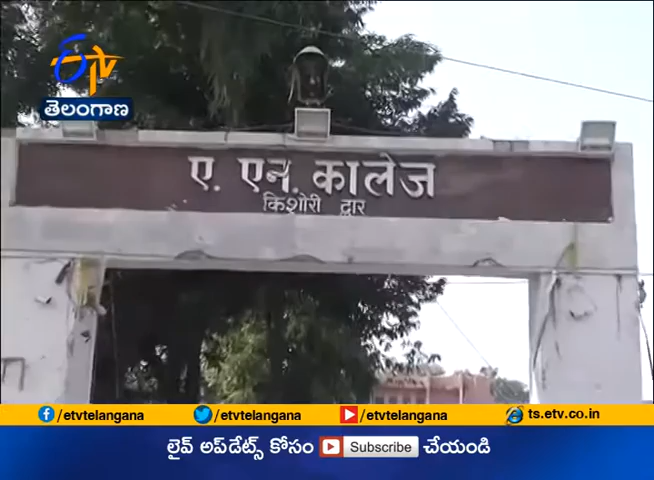 ETV
తెలంగాణ
ए. एन. कालेज
किशोरी द्वार
/etvtelangana /etvtelangana /etvtelangana ts.etv.co.in
లైవ్ అప్‌డేట్స్ కోసం Subscribe చేయండి